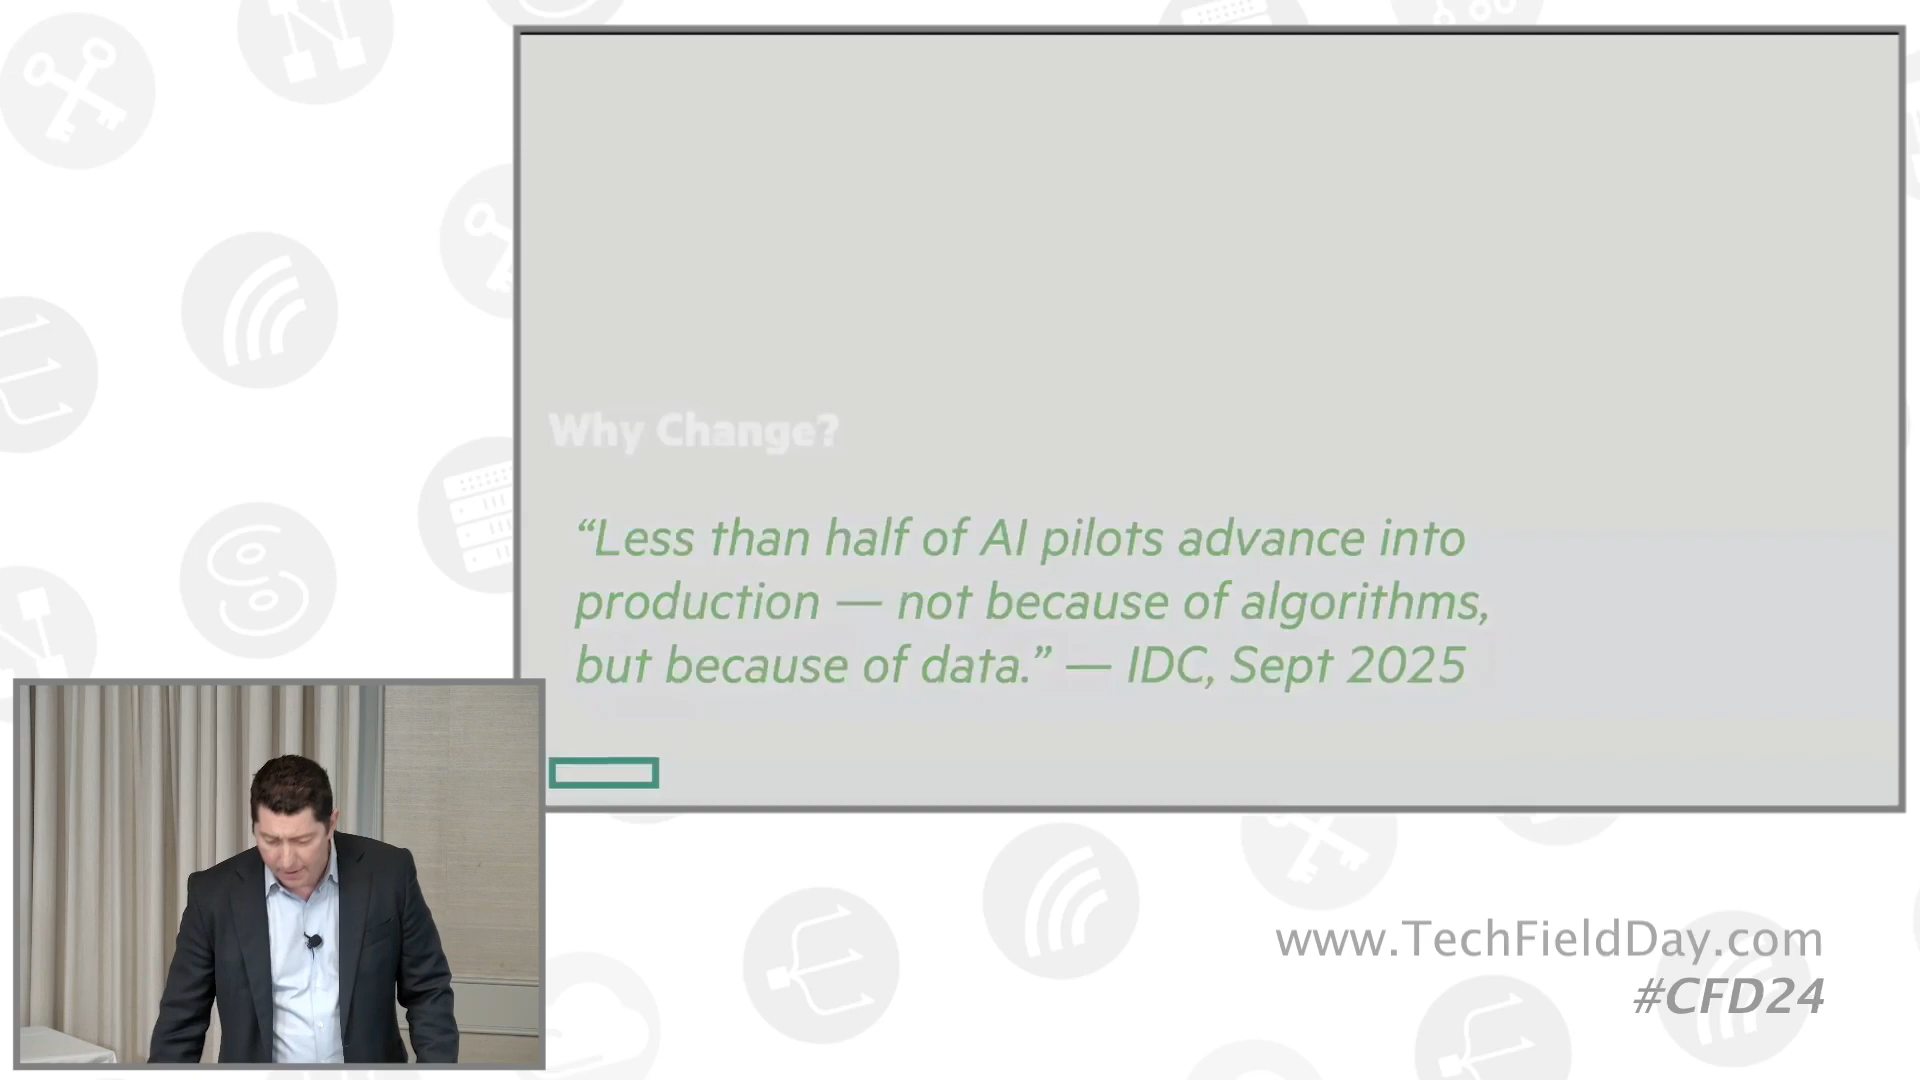 Why Change?
“Less than half of AI pilots advance into
production — not because of algorithms,
but because of data.” — IDC, Sept 2025
www.TechFieldDay.com
#CFD24